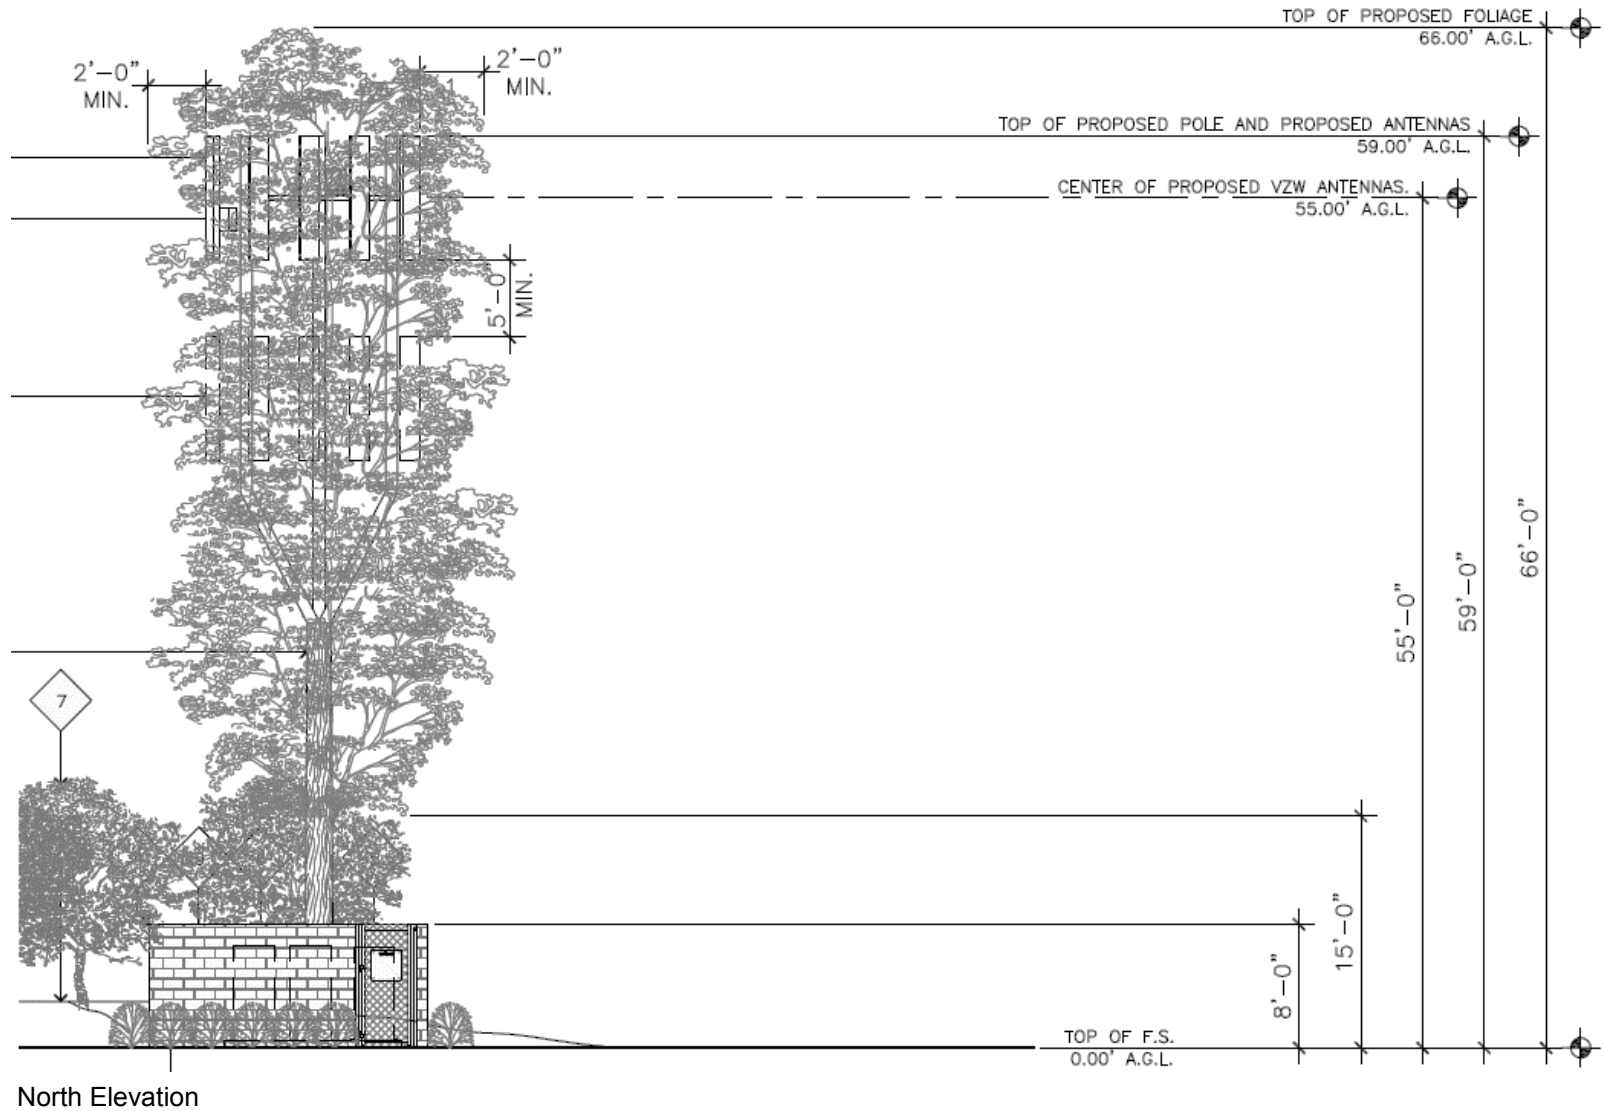 TOP OF PROPOSED FOLIAGE
66.00' A.G.L.
2'-0"
MIN.
2'-0"
MIN.
1
TOP OF PROPOSED POLE AND PROPOSED ANTENNAS
59.00' A.G.L.
CENTER OF PROPOSED VZW ANTENNAS.
55.00' A.G.L.
5'-0"
MIN.
66'-0"
59'-0"
55'-0"
7
15'-0"
8'-0"
TOP OF F.S.
0.00' A.G.L.
North Elevation